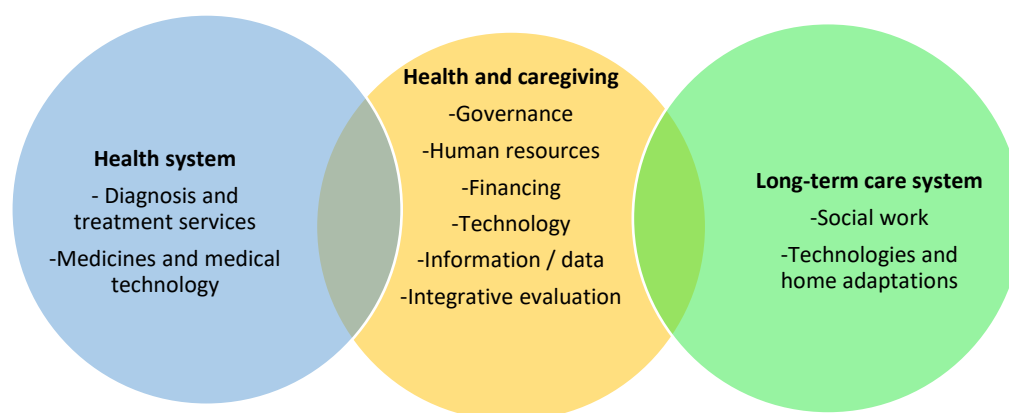 Health system
- Diagnosis and
treatment services
-Medicines and medical
technology
Health and caregiving
-Governance
-Human resources
-Financing
-Technology
-Information / data
-Integrative evaluation
Long-term care system
-Social work
-Technologies and
home adaptations